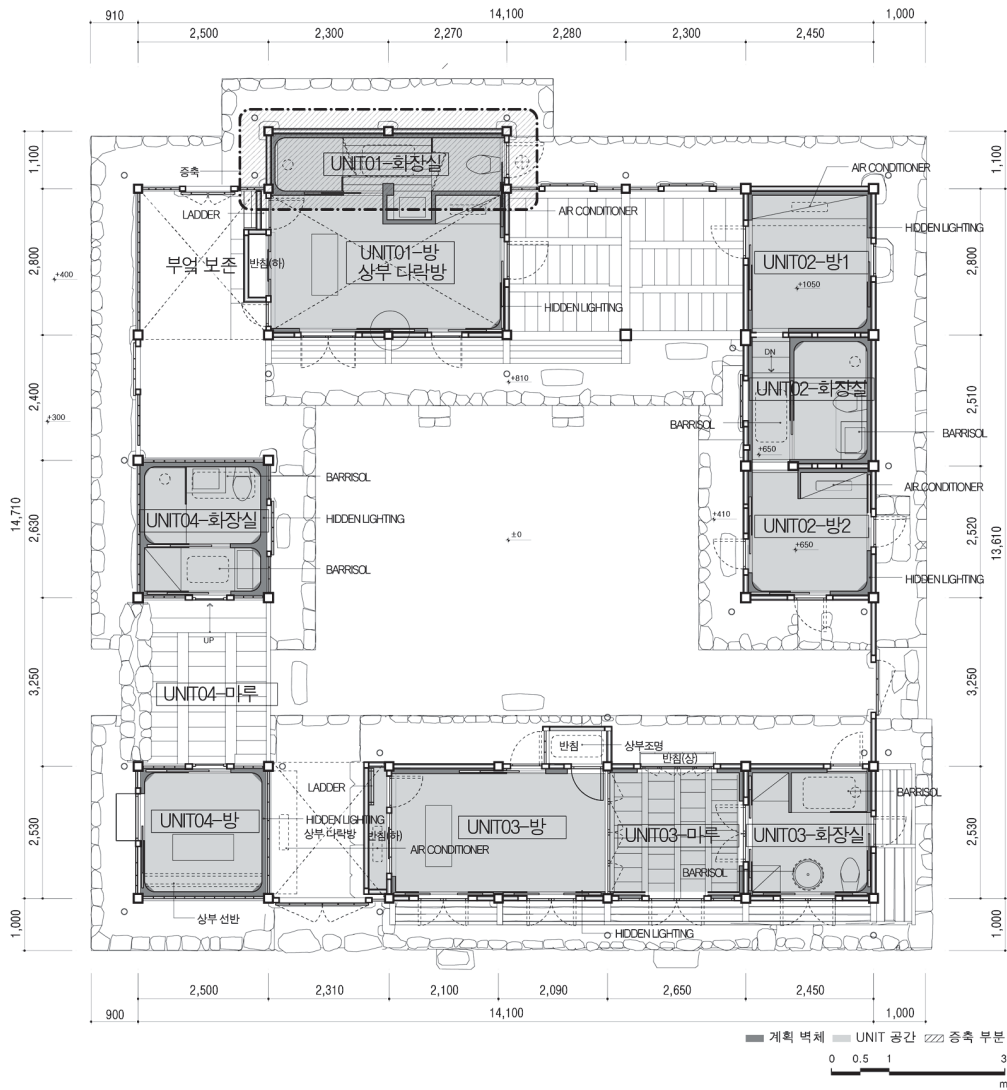 910
14,100
1,000
2,500
2,300
2,270
2,280
2,300
2,450
1,100
1,100
증축
UNIT01-화장실
AIR CONDITIONER
LADDER
AIR CONDITIONER
HIDDEN LIGHTING
2,800
+400
부엌 보존
반침(하)
UNIT01-방
상부 다락방
UNIT02-방1
+1050
2,800
HIDDEN LIGHTING
DN
+810
UNIT02-화장실
2,400
+300
2,510
BARRISOL
BARRISOL
+650
BARRISOL
AIR CONDITIONER
14,710
2,630
UNIT04-화장실
HIDDEN LIGHTING
+410
UNIT02-방2
2,520
13,610
±0
+650
BARRISOL
HIDDEN LIGHTING
UP
3,250
UNIT04-마루
3,250
반침
상부조명
반침(상)
LADDER
BARRISOL
2,530
UNIT04-방
HIDDEN LIGHTING
상부 다락방
반침(하)
UNIT03-방
UNIT03-마루
UNIT03-화장실
2,530
AIR CONDITIONER
BARRISOL
1,000
상부 선반
HIDDEN LIGHTING
1,000
2,500
2,310
2,100
2,090
2,650
2,450
900
14,100
1,000
계획 벽체
UNIT 공간
증축 부분
0 0.5 1 3
m